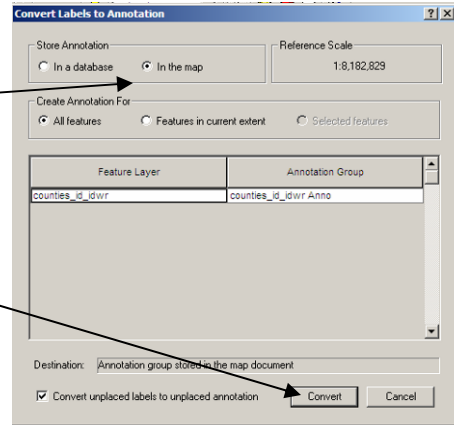 Convert Labels to Annotation
Store Annotation
In a database
In the map
Reference Scale
1:8,182,829
Create Annotation For
All features
Features in current extent
Selected features
Feature Layer
Annotation Group
counties_id_idwr
counties_id_idwr Anno
Destination:
Annotation group stored in the map document
Convert unplaced labels to unplaced annotation
Convert
Cancel